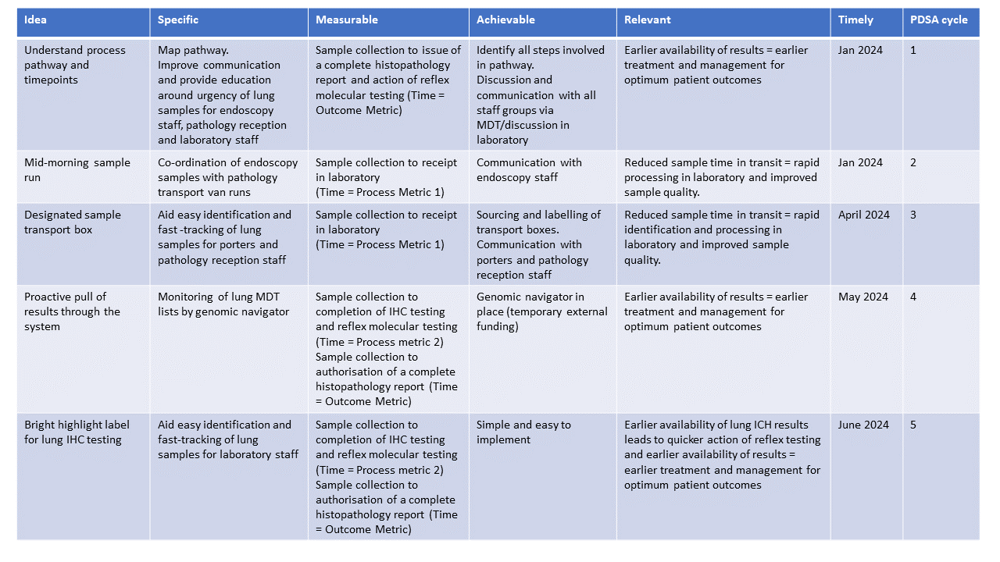 Idea
Specific
Measurable
Achievable
Relevant
Timely
PDSA cycle
Understand process
pathway and
timepoints
Map pathway.
Improve communication
and provide education
around urgency of lung
samples for endoscopy
staff, pathology reception
and laboratory staff
Sample collection to issue of
a complete histopathology
report and action of reflex
molecular testing (Time =
Outcome Metric)
Identify all steps involved
in pathway.
Discussion and
communication with all
staff groups via
MDT/discussion in
laboratory
Earlier availability of results = earlier
treatment and management for
optimum patient outcomes
Jan 2024
1
Mid-morning sample
run
Co-ordination of endoscopy
samples with pathology
transport van runs
Sample collection to receipt
in laboratory
(Time = Process Metric 1)
Communication with
endoscopy staff
Reduced sample time in transit = rapid
processing in laboratory and improved
sample quality.
Jan 2024
2
Designated sample
transport box
Aid easy identification and
fast -tracking of lung
samples for porters and
pathology reception staff
Sample collection to receipt
in laboratory
(Time = Process Metric 1)
Sourcing and labelling of
transport boxes.
Communication with
porters and pathology
reception staff
Reduced sample time in transit = rapid
identification and processing in
laboratory and improved sample
quality.
April 2024
3
Proactive pull of
results through the
system
Monitoring of lung MDT
lists by genomic navigator
Sample collection to
completion of IHC testing
and reflex molecular testing
(Time = Process metric 2)
Sample collection to
authorisation of a complete
histopathology report (Time
= Outcome Metric)
Genomic navigator in
place (temporary external
funding)
Earlier availability of results = earlier
treatment and management for
optimum patient outcomes
May 2024
4
Bright highlight label
for lung IHC testing
Aid easy identification and
fast-tracking of lung
samples for laboratory staff
Sample collection to
completion of IHC testing
and reflex molecular testing
(Time = Process metric 2)
Sample collection to
authorisation of a complete
histopathology report (Time
= Outcome Metric)
Simple and easy to
implement
Earlier availability of lung ICH results
leads to quicker action of reflex testing
and earlier availability of results =
earlier treatment and management for
optimum patient outcomes
June 2024
5